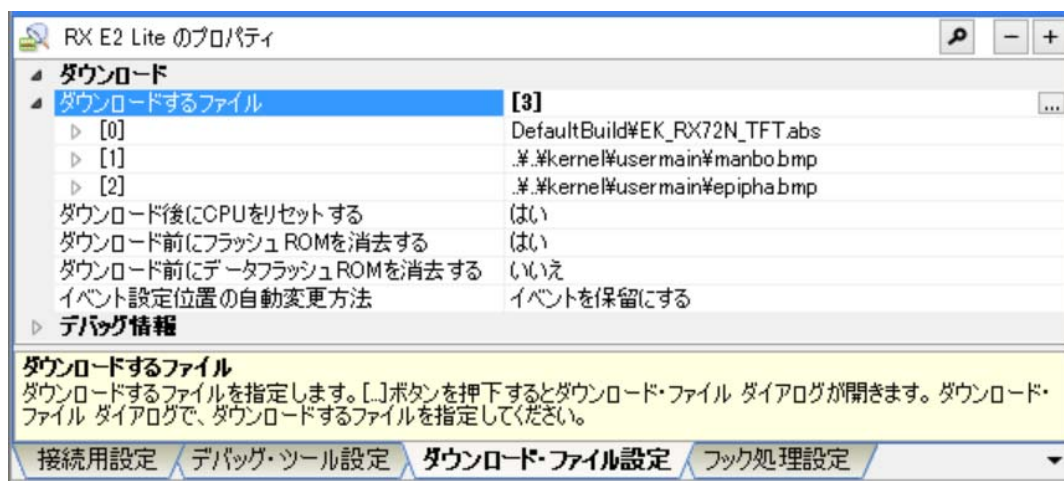 RX E2 Lite のプロパティ
ダウンロード
ダウンロードするファイル [3] ...
[0] DefaultBuild¥EK_RX72N_TFT.abs
[1] .¥.¥kernel¥usermain¥manbo.bmp
[2] .¥.¥kernel¥usermain¥epipha.bmp
ダウンロード後にCPUをリセットする はい
ダウンロード前にフラッシュROMを消去する はい
ダウンロード前にデータフラッシュROMを消去する いいえ
イベント設定位置の自動変更方法 イベントを保留にする
デバッグ情報
ダウンロードするファイル
ダウンロードするファイルを指定します。[...]ボタンを押下するとダウンロード・ファイル ダイアログが開きます。ダウンロード・
ファイル ダイアログで、ダウンロードするファイルを指定してください。
接続用設定 デバッグ・ツール設定 ダウンロード・ファイル設定 フック処理設定